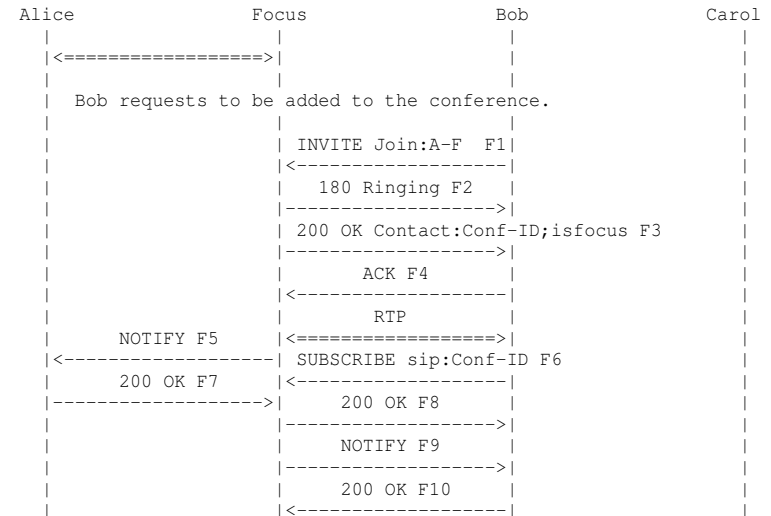 Alice Focus Bob Carol
Bob requests to be added to the conference.
INVITE Join:A-F F1
180 Ringing F2
200 OK Contact:Conf-ID;isfocus F3
ACK F4
RTP
NOTIFY F5
SUBSCRIBE sip:Conf-ID F6
200 OK F7
200 OK F8
NOTIFY F9
200 OK F10